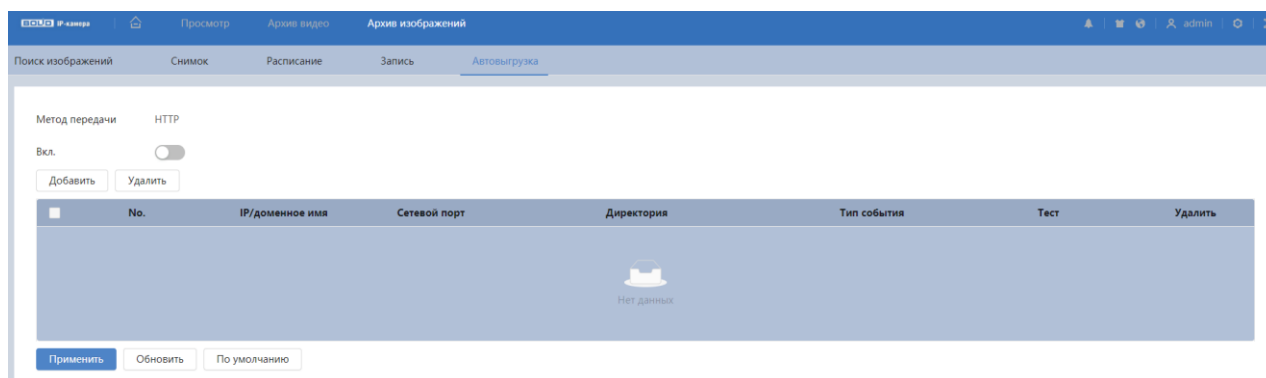 BOLID IP-камера Просмотр Архив видео Архив изображений admin
Поиск изображений Снимок Расписание Запись Автовыгрузка
Метод передачи HTTP
Вкл.
Добавить Удалить
No. IP/доменное имя Сетевой порт Директория Тип события Тест Удалить
Нет данных
Применить Обновить По умолчанию